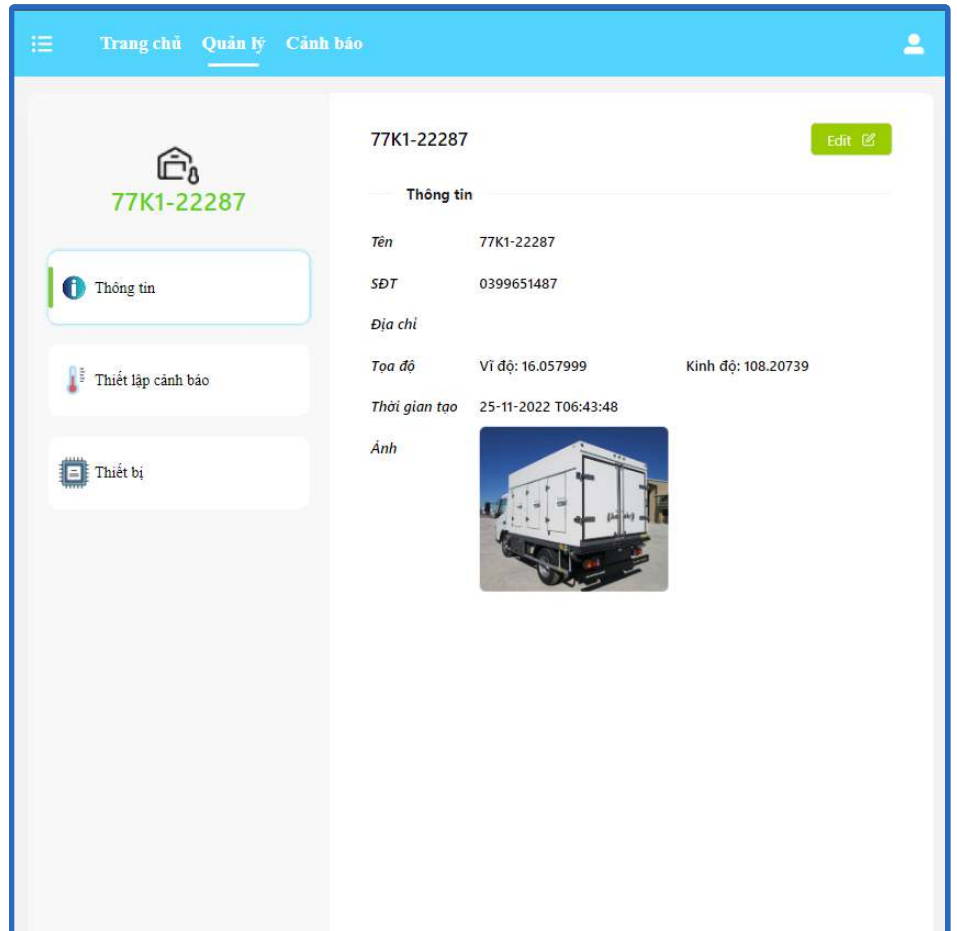 Trang chủ Quản lý Cảnh báo
77K1-22287
Thông tin
Thiết lập cảnh báo
Thiết bị
77K1-22287
Edit
Thông tin
Tên 77K1-22287
SĐT 0399651487
Địa chỉ
Tọa độ Vĩ độ: 16.057999 Kinh độ: 108.20739
Thời gian tạo 25-11-2022 T06:43:48
Ảnh